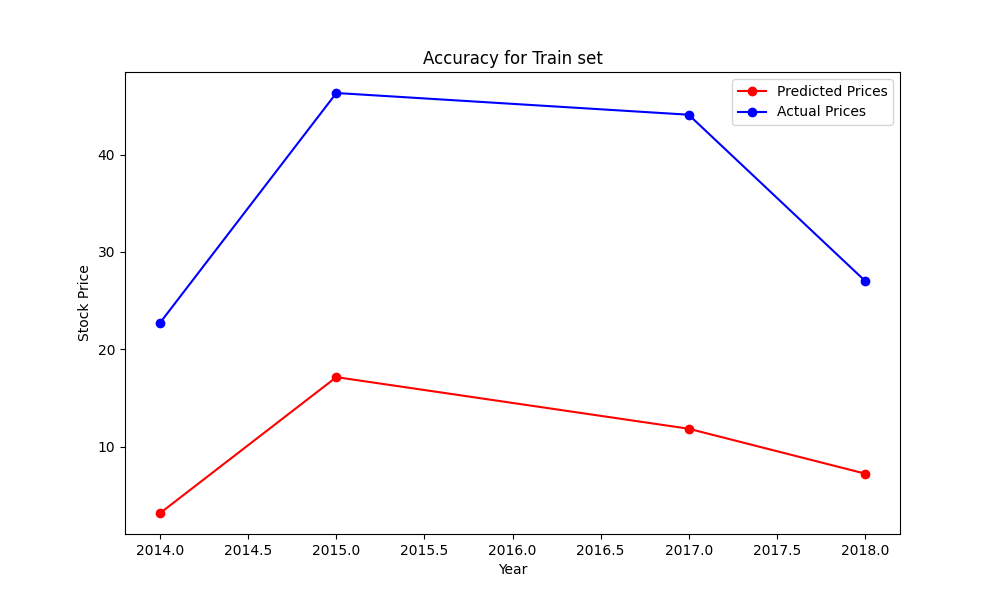 Accuracy for Train set
Predicted Prices
Actual Prices
Stock Price
40
30
20
10
2014.0 2014.5 2015.0 2015.5 2016.0 2016.5 2017.0 2017.5 2018.0
Year